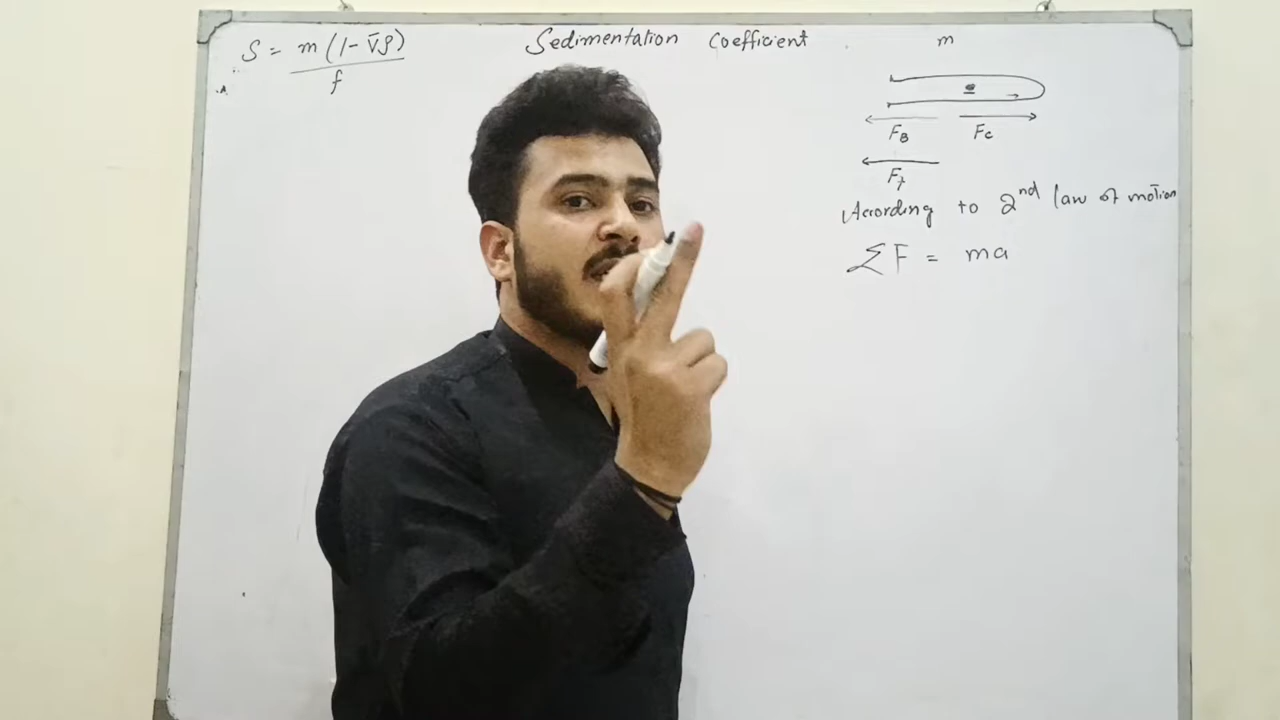 S = m (1 - V̄ρ) / f
Sedimentation Coefficient
m
F_B F_c
F_f
According to 2nd law of motion
ΣF = ma